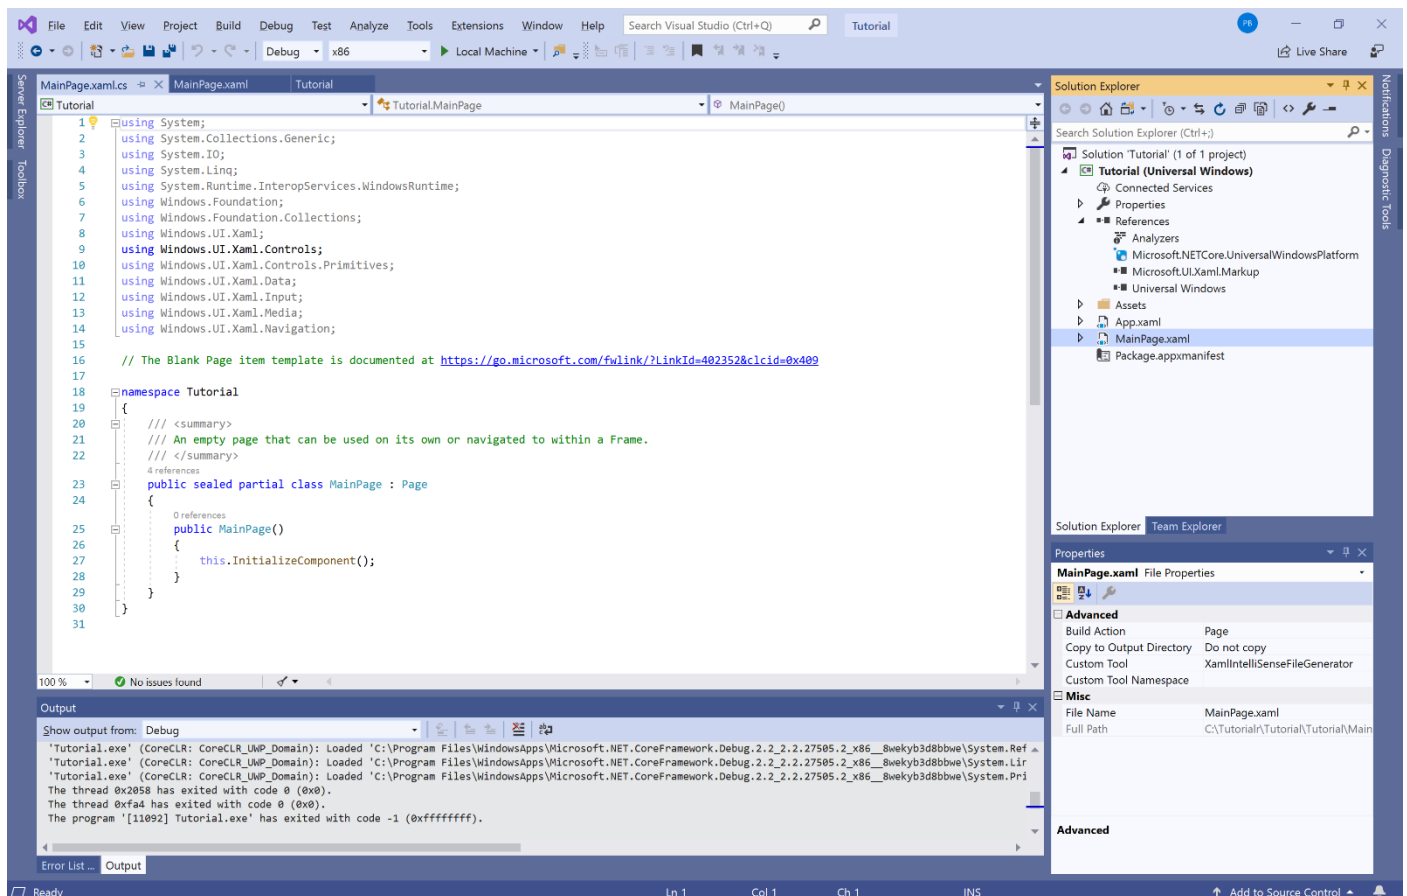 File Edit View Project Build Debug Test Analyze Tools Extensions Window Help Search Visual Studio (Ctrl+Q) Tutorial PB
Debug x86 Local Machine Live Share
Server Explorer
Toolbox
MainPage.xaml.cs MainPage.xaml Tutorial
C# Tutorial Tutorial.MainPage MainPage()
1 using System;
2 using System.Collections.Generic;
3 using System.IO;
4 using System.Linq;
5 using System.Runtime.InteropServices.WindowsRuntime;
6 using Windows.Foundation;
7 using Windows.Foundation.Collections;
8 using Windows.UI.Xaml;
9 using Windows.UI.Xaml.Controls;
10 using Windows.UI.Xaml.Controls.Primitives;
11 using Windows.UI.Xaml.Data;
12 using Windows.UI.Xaml.Input;
13 using Windows.UI.Xaml.Media;
14 using Windows.UI.Xaml.Navigation;
15
16 // The Blank Page item template is documented at https://go.microsoft.com/fwlink/?LinkId=402352&clcid=0x409
17
18 namespace Tutorial
19 {
20 /// <summary>
21 /// An empty page that can be used on its own or navigated to within a Frame.
22 /// </summary>
4 references
23 public sealed partial class MainPage : Page
24 {
0 references
25 public MainPage()
26 {
27 this.InitializeComponent();
28 }
29 }
30 }
31
100 % No issues found
Output
Show output from: Debug
'Tutorial.exe' (CoreCLR: CoreCLR_UWP_Domain): Loaded 'C:\Program Files\WindowsApps\Microsoft.NET.CoreFramework.Debug.2.2_2.2.27505.2_x86__8wekyb3d8bbwe\System.Ref
'Tutorial.exe' (CoreCLR: CoreCLR_UWP_Domain): Loaded 'C:\Program Files\WindowsApps\Microsoft.NET.CoreFramework.Debug.2.2_2.2.27505.2_x86__8wekyb3d8bbwe\System.Lir
'Tutorial.exe' (CoreCLR: CoreCLR_UWP_Domain): Loaded 'C:\Program Files\WindowsApps\Microsoft.NET.CoreFramework.Debug.2.2_2.2.27505.2_x86__8wekyb3d8bbwe\System.Pri
The thread 0x2058 has exited with code 0 (0x0).
The thread 0xfa4 has exited with code 0 (0x0).
The program '[11092] Tutorial.exe' has exited with code -1 (0xffffffff).
Error List ... Output
Solution Explorer
Search Solution Explorer (Ctrl+;)
Solution 'Tutorial' (1 of 1 project)
C# Tutorial (Universal Windows)
Connected Services
Properties
References
Analyzers
Microsoft.NETCore.UniversalWindowsPlatform
Microsoft.UI.Xaml.Markup
Universal Windows
Assets
App.xaml
MainPage.xaml
Package.appxmanifest
Solution Explorer Team Explorer
Properties
MainPage.xaml File Properties
Advanced
Build Action Page
Copy to Output Directory Do not copy
Custom Tool XamlIntelliSenseFileGenerator
Custom Tool Namespace
Misc
File Name MainPage.xaml
Full Path C:\Tutorialr\Tutorial\Tutorial\Main
Advanced
Notifications
Diagnostic Tools
Ready Ln 1 Col 1 Ch 1 INS Add to Source Control